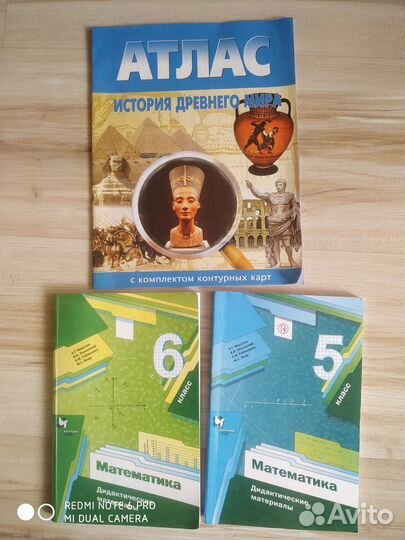 АТЛАС
ИСТОРИЯ ДРЕВНЕГО МИРА
с комплектом контурных карт
6
класс
Математика
Дидактические
материалы
5
класс
Математика
Дидактические
материалы
REDMI NOTE 6 PRO
MI DUAL CAMERA
Avito